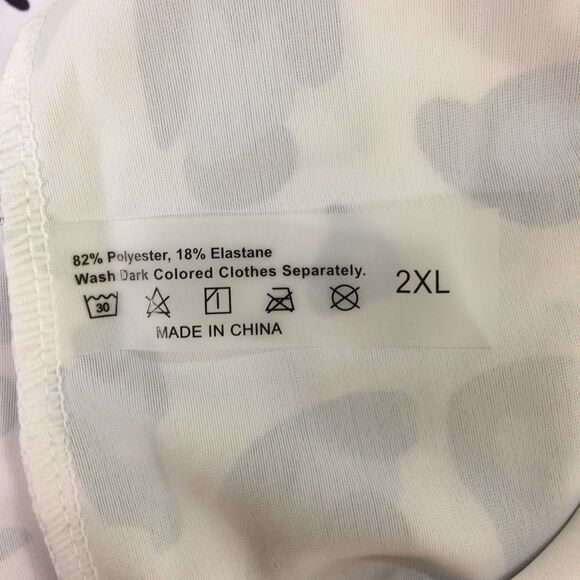 82% Polyester, 18% Elastane
Wash Dark Colored Clothes Separately.
30
2XL
MADE IN CHINA